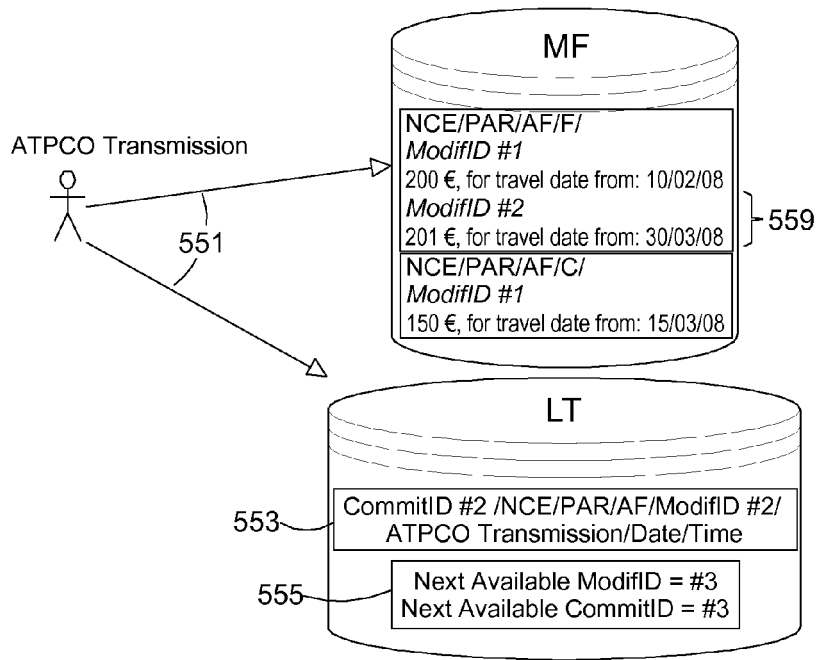 MF
NCE/PAR/AF/F/
ModifID #1
200 €, for travel date from: 10/02/08
ModifID #2
201 €, for travel date from: 30/03/08
559
NCE/PAR/AF/C/
ModifID #1
150 €, for travel date from: 15/03/08
ATPCO Transmission
551
LT
553
CommitID #2 /NCE/PAR/AF/ModifID #2/
ATPCO Transmission/Date/Time
555
Next Available ModifID = #3
Next Available CommitID = #3